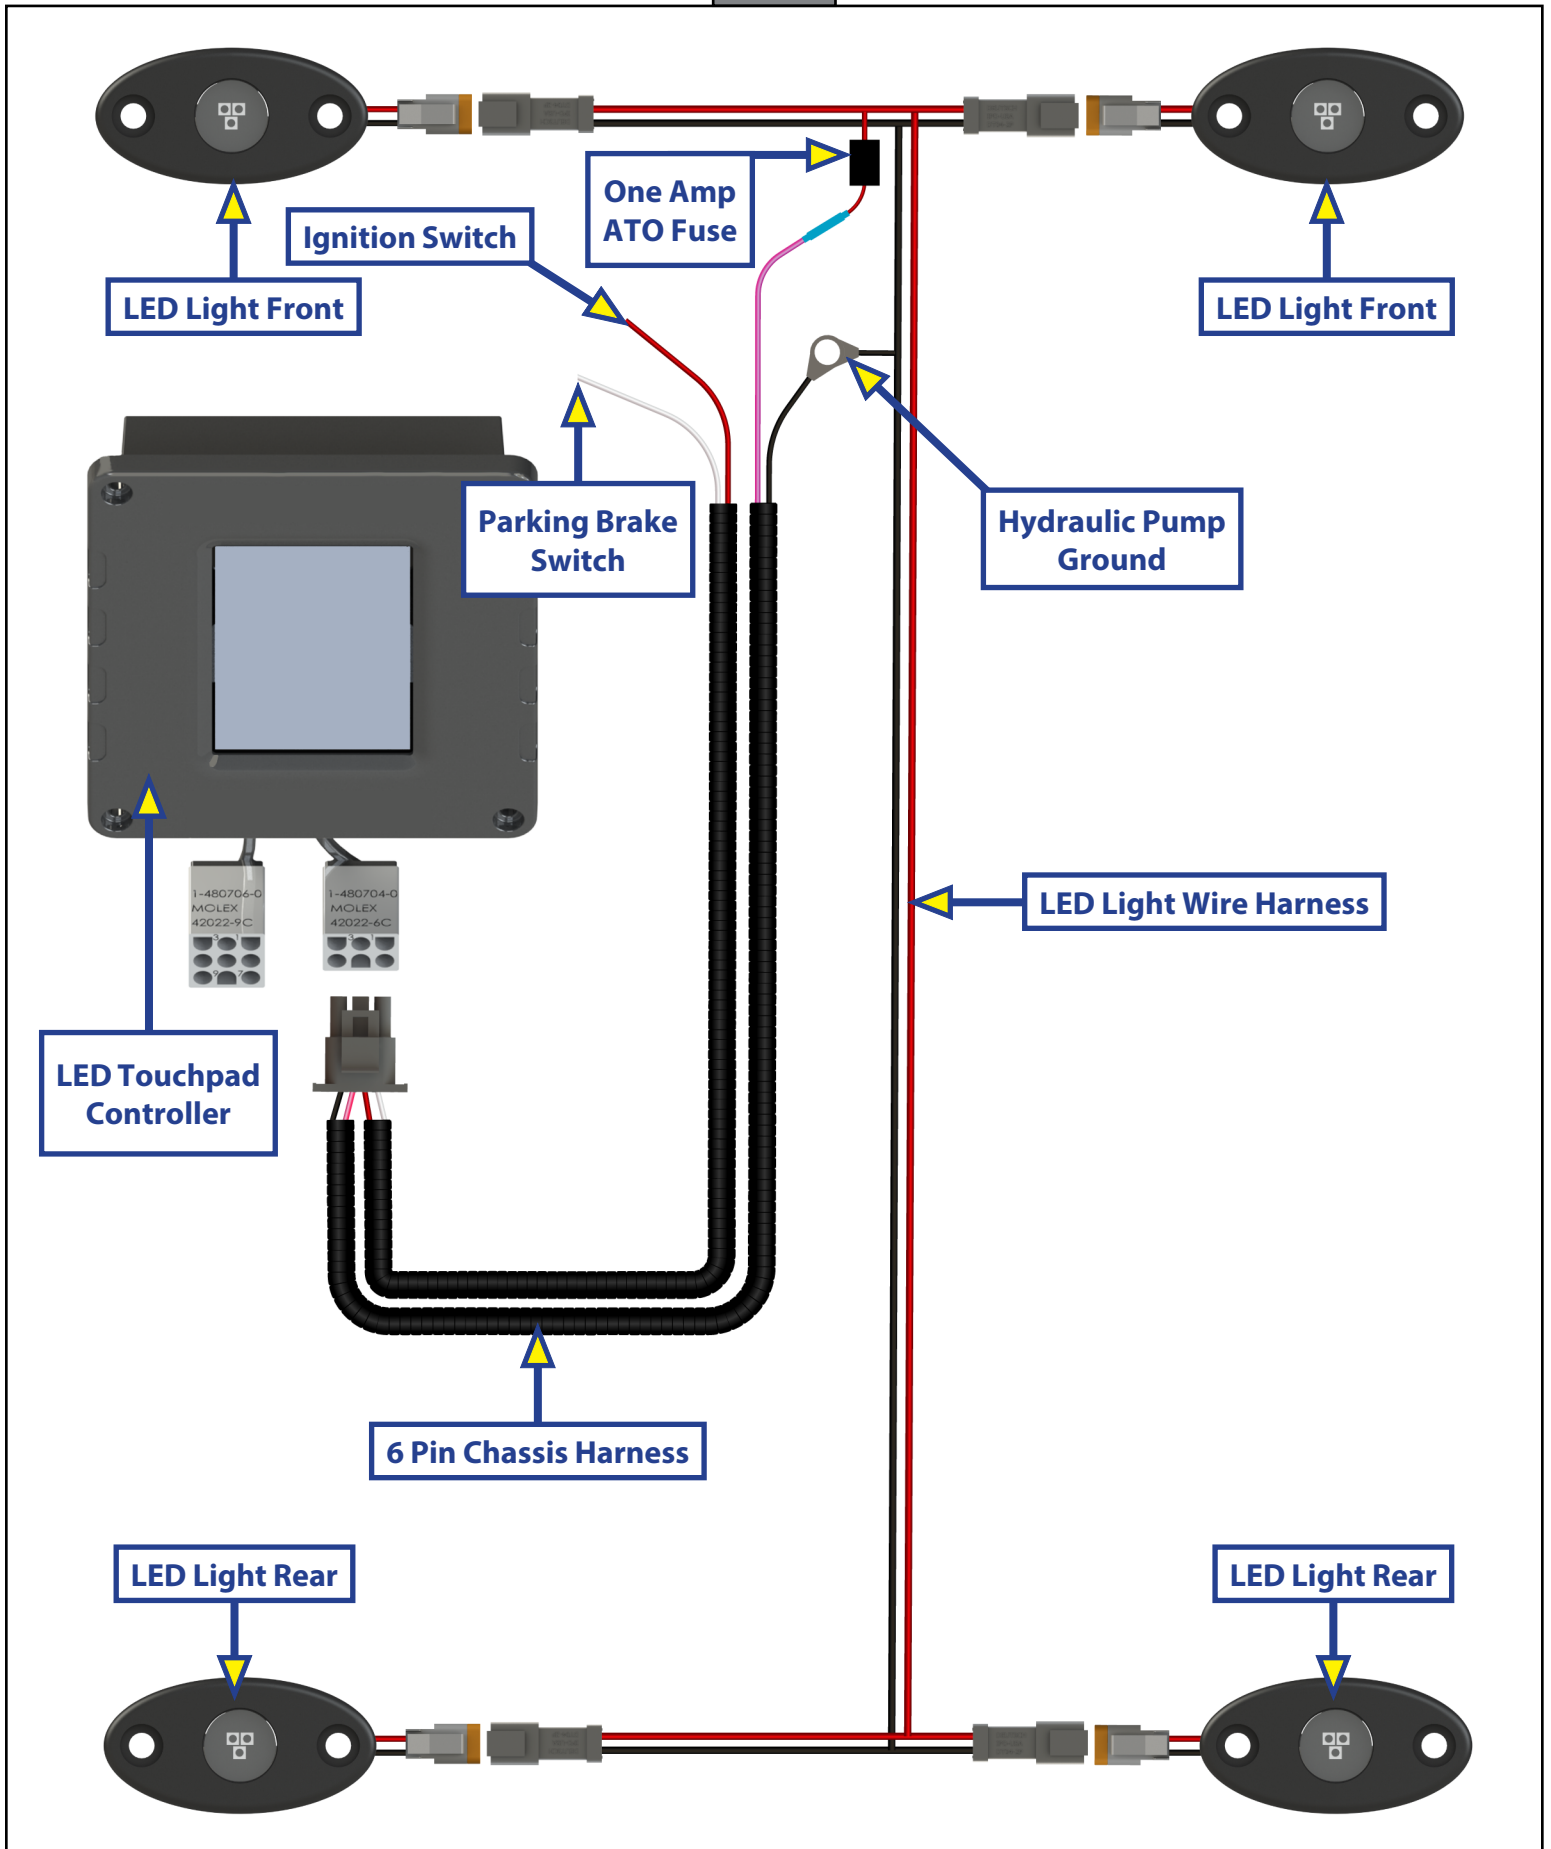 One Amp
ATO Fuse
Ignition Switch
LED Light Front
LED Light Front
Parking Brake
Switch
Hydraulic Pump
Ground
1-480706-0
MOLEX
42022-9C
1-480704-0
MOLEX
42022-6C
LED Light Wire Harness
LED Touchpad
Controller
6 Pin Chassis Harness
LED Light Rear
LED Light Rear